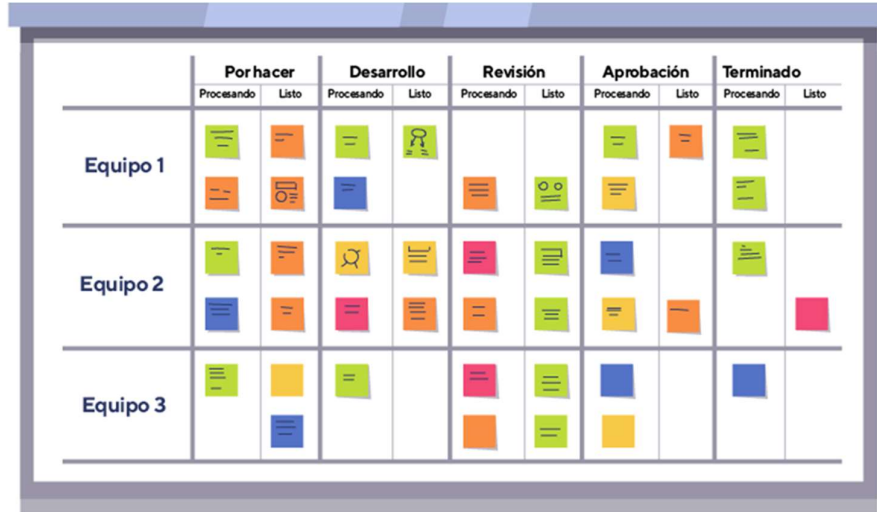 Por hacer Desarrollo Revisión Aprobación Terminado
Procesando Listo Procesando Listo Procesando Listo Procesando Listo Procesando Listo
Equipo 1
Equipo 2
Equipo 3